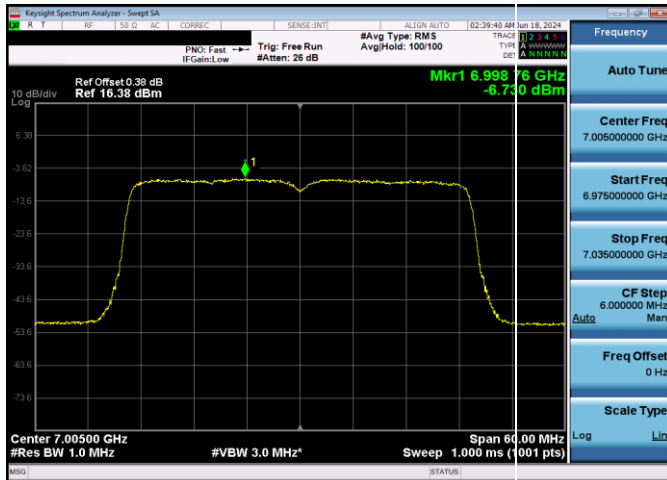 Keysight Spectrum Analyzer - Swept SA
R T RF 50 Ω AC CORREC SENSE:INT ALIGN AUTO 02:39:40 AM Jun 18, 2024
PNO: Fast
IFGain:Low
Trig: Free Run
#Atten: 26 dB
#Avg Type: RMS
Avg|Hold: 100/100
TRACE 1 2 3 4 5 6
TYPE A WWWWW
DET A NNNNN
Frequency
Mkr1 6.998 76 GHz
-6.730 dBm
Ref Offset 0.38 dB
10 dB/div Ref 16.38 dBm
Log
6.38
-3.62
-13.6
-23.6
-33.6
-43.6
-53.6
-63.6
-73.6
1
Center 7.00500 GHz Span 60.00 MHz
#Res BW 1.0 MHz #VBW 3.0 MHz* Sweep 1.000 ms (1001 pts)
MSG STATUS
Auto Tune
Center Freq
7.005000000 GHz
Start Freq
6.975000000 GHz
Stop Freq
7.035000000 GHz
CF Step
6.000000 MHz
Auto Man
Freq Offset
0 Hz
Scale Type
Log Lin